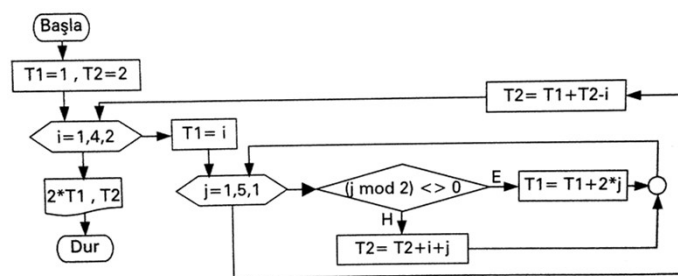 Başla
T1=1 , T2=2
T2= T1+T2-i
i=1,4,2
T1= i
j=1,5,1
(j mod 2) <> 0
E
T1= T1+2*j
2*T1 , T2
H
T2= T2+i+j
Dur